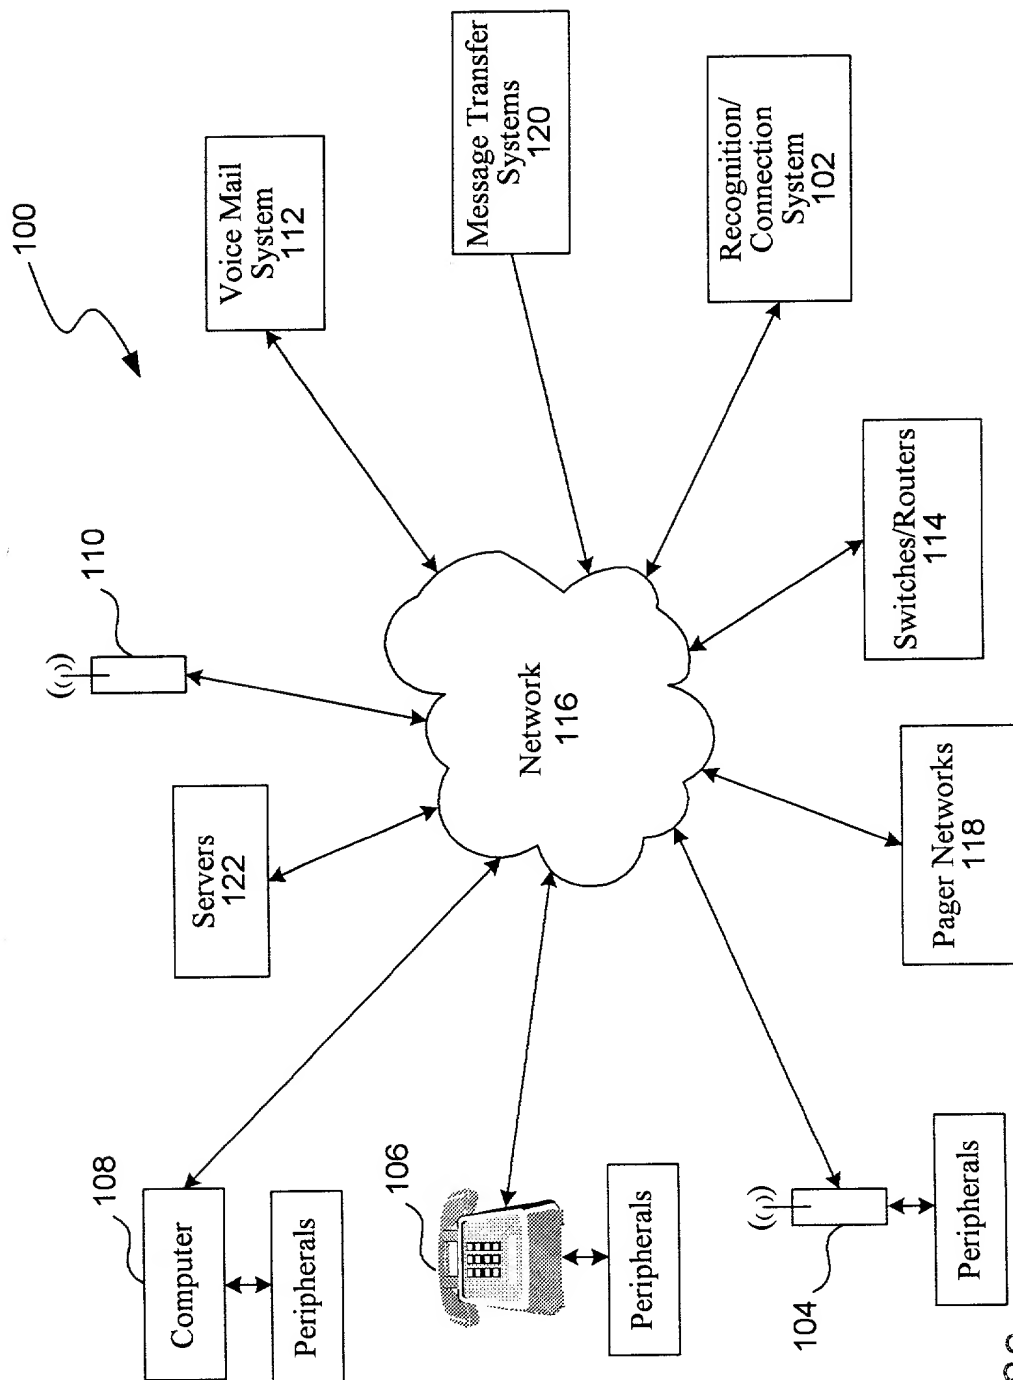 100
110
108
106
104
Computer
Peripherals
Peripherals
Peripherals
Servers
122
Network
116
Voice Mail
System
112
Message Transfer
Systems
120
Recognition/
Connection
System
102
Switches/Routers
114
Pager Networks
118